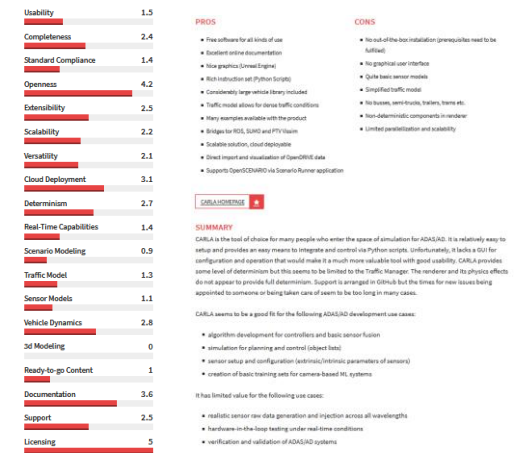 Usability 1.5
Completeness 2.4
Standard Compliance 1.4
Openness 4.2
Extensibility 2.5
Scalability 2.2
Versatility 2.1
Cloud Deployment 3.1
Determinism 2.7
Real-Time Capabilities 1.4
Scenario Modeling 0.9
Traffic Model 1.3
Sensor Models 1.1
Vehicle Dynamics 2.8
3d Modeling 0
Ready-to-go Content 1
Documentation 3.6
Support 2.5
Licensing 5
PROS
Free software for all kinds of use
Excellent online documentation
Nice graphics (Unreal Engine)
Rich instruction set (Python Scripts)
Considerably large vehicle library included
Traffic model allows for dense traffic conditions
Many examples available with the product
Bridges for ROS, SUMO and PTV Vissim
Scalable solution, cloud deployable
Direct import and visualization of OpenDRIVE data
Supports OpenSCENARIO via Scenario Runner application
CONS
No out-of-the-box installation (prerequisites need to be
fulfilled)
No graphical user interface
Quite basic sensor models
Simplified traffic model
No busses, semi-trucks, trailers, trams etc.
Non-deterministic components in renderer
Limited parallelization and scalability
CARLA HOMEPAGE
SUMMARY
CARLA is the tool of choice for many people who enter the space of simulation for ADAS/AD. It is relatively easy to
setup and provides an easy means to integrate and control via Python scripts. Unfortunately, it lacks a GUI for
configuration and operation that would make it a much more valuable tool with good usability. CARLA provides
some level of determinism but this seems to be limited to the Traffic Manager. The renderer and its physics effects
do not appear to provide full determinism. Support is arranged in GitHub but the times for new issues being
appointed to someone or being taken care of seem to be too long in many cases.
CARLA seems to be a good fit for the following ADAS/AD development use cases:
algorithm development for controllers and basic sensor fusion
simulation for planning and control (object lists)
sensor setup and configuration (extrinsic/intrinsic parameters of sensors)
creation of basic training sets for camera-based ML systems
It has limited value for the following use cases:
realistic sensor raw data generation and injection across all wavelengths
hardware-in-the-loop testing under real-time conditions
verification and validation of ADAS/AD systems